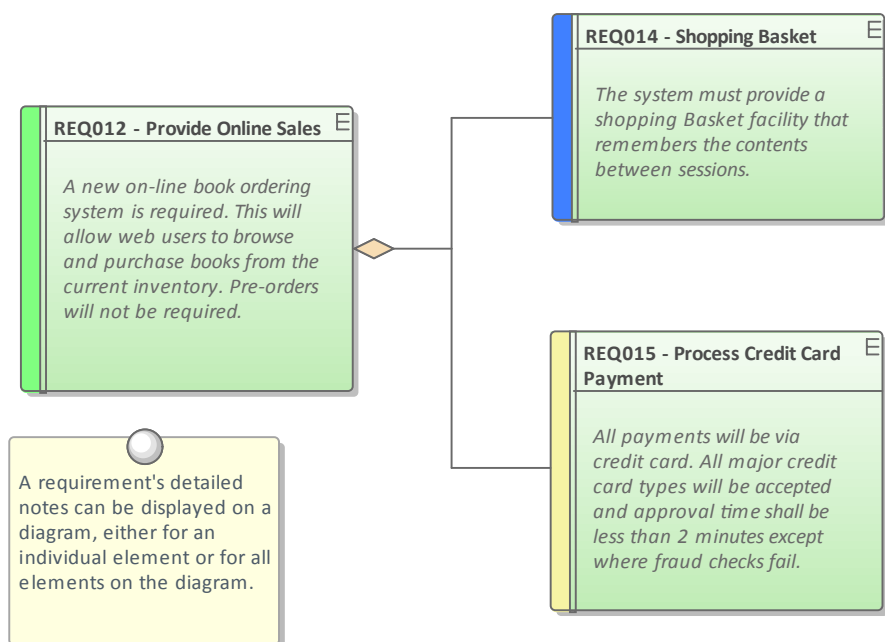 REQ012 - Provide Online Sales
A new on-line book ordering
system is required. This will
allow web users to browse
and purchase books from the
current inventory. Pre-orders
will not be required.
REQ014 - Shopping Basket
The system must provide a
shopping Basket facility that
remembers the contents
between sessions.
REQ015 - Process Credit Card
Payment
All payments will be via
credit card. All major credit
card types will be accepted
and approval time shall be
less than 2 minutes except
where fraud checks fail.
A requirement's detailed
notes can be displayed on a
diagram, either for an
individual element or for all
elements on the diagram.